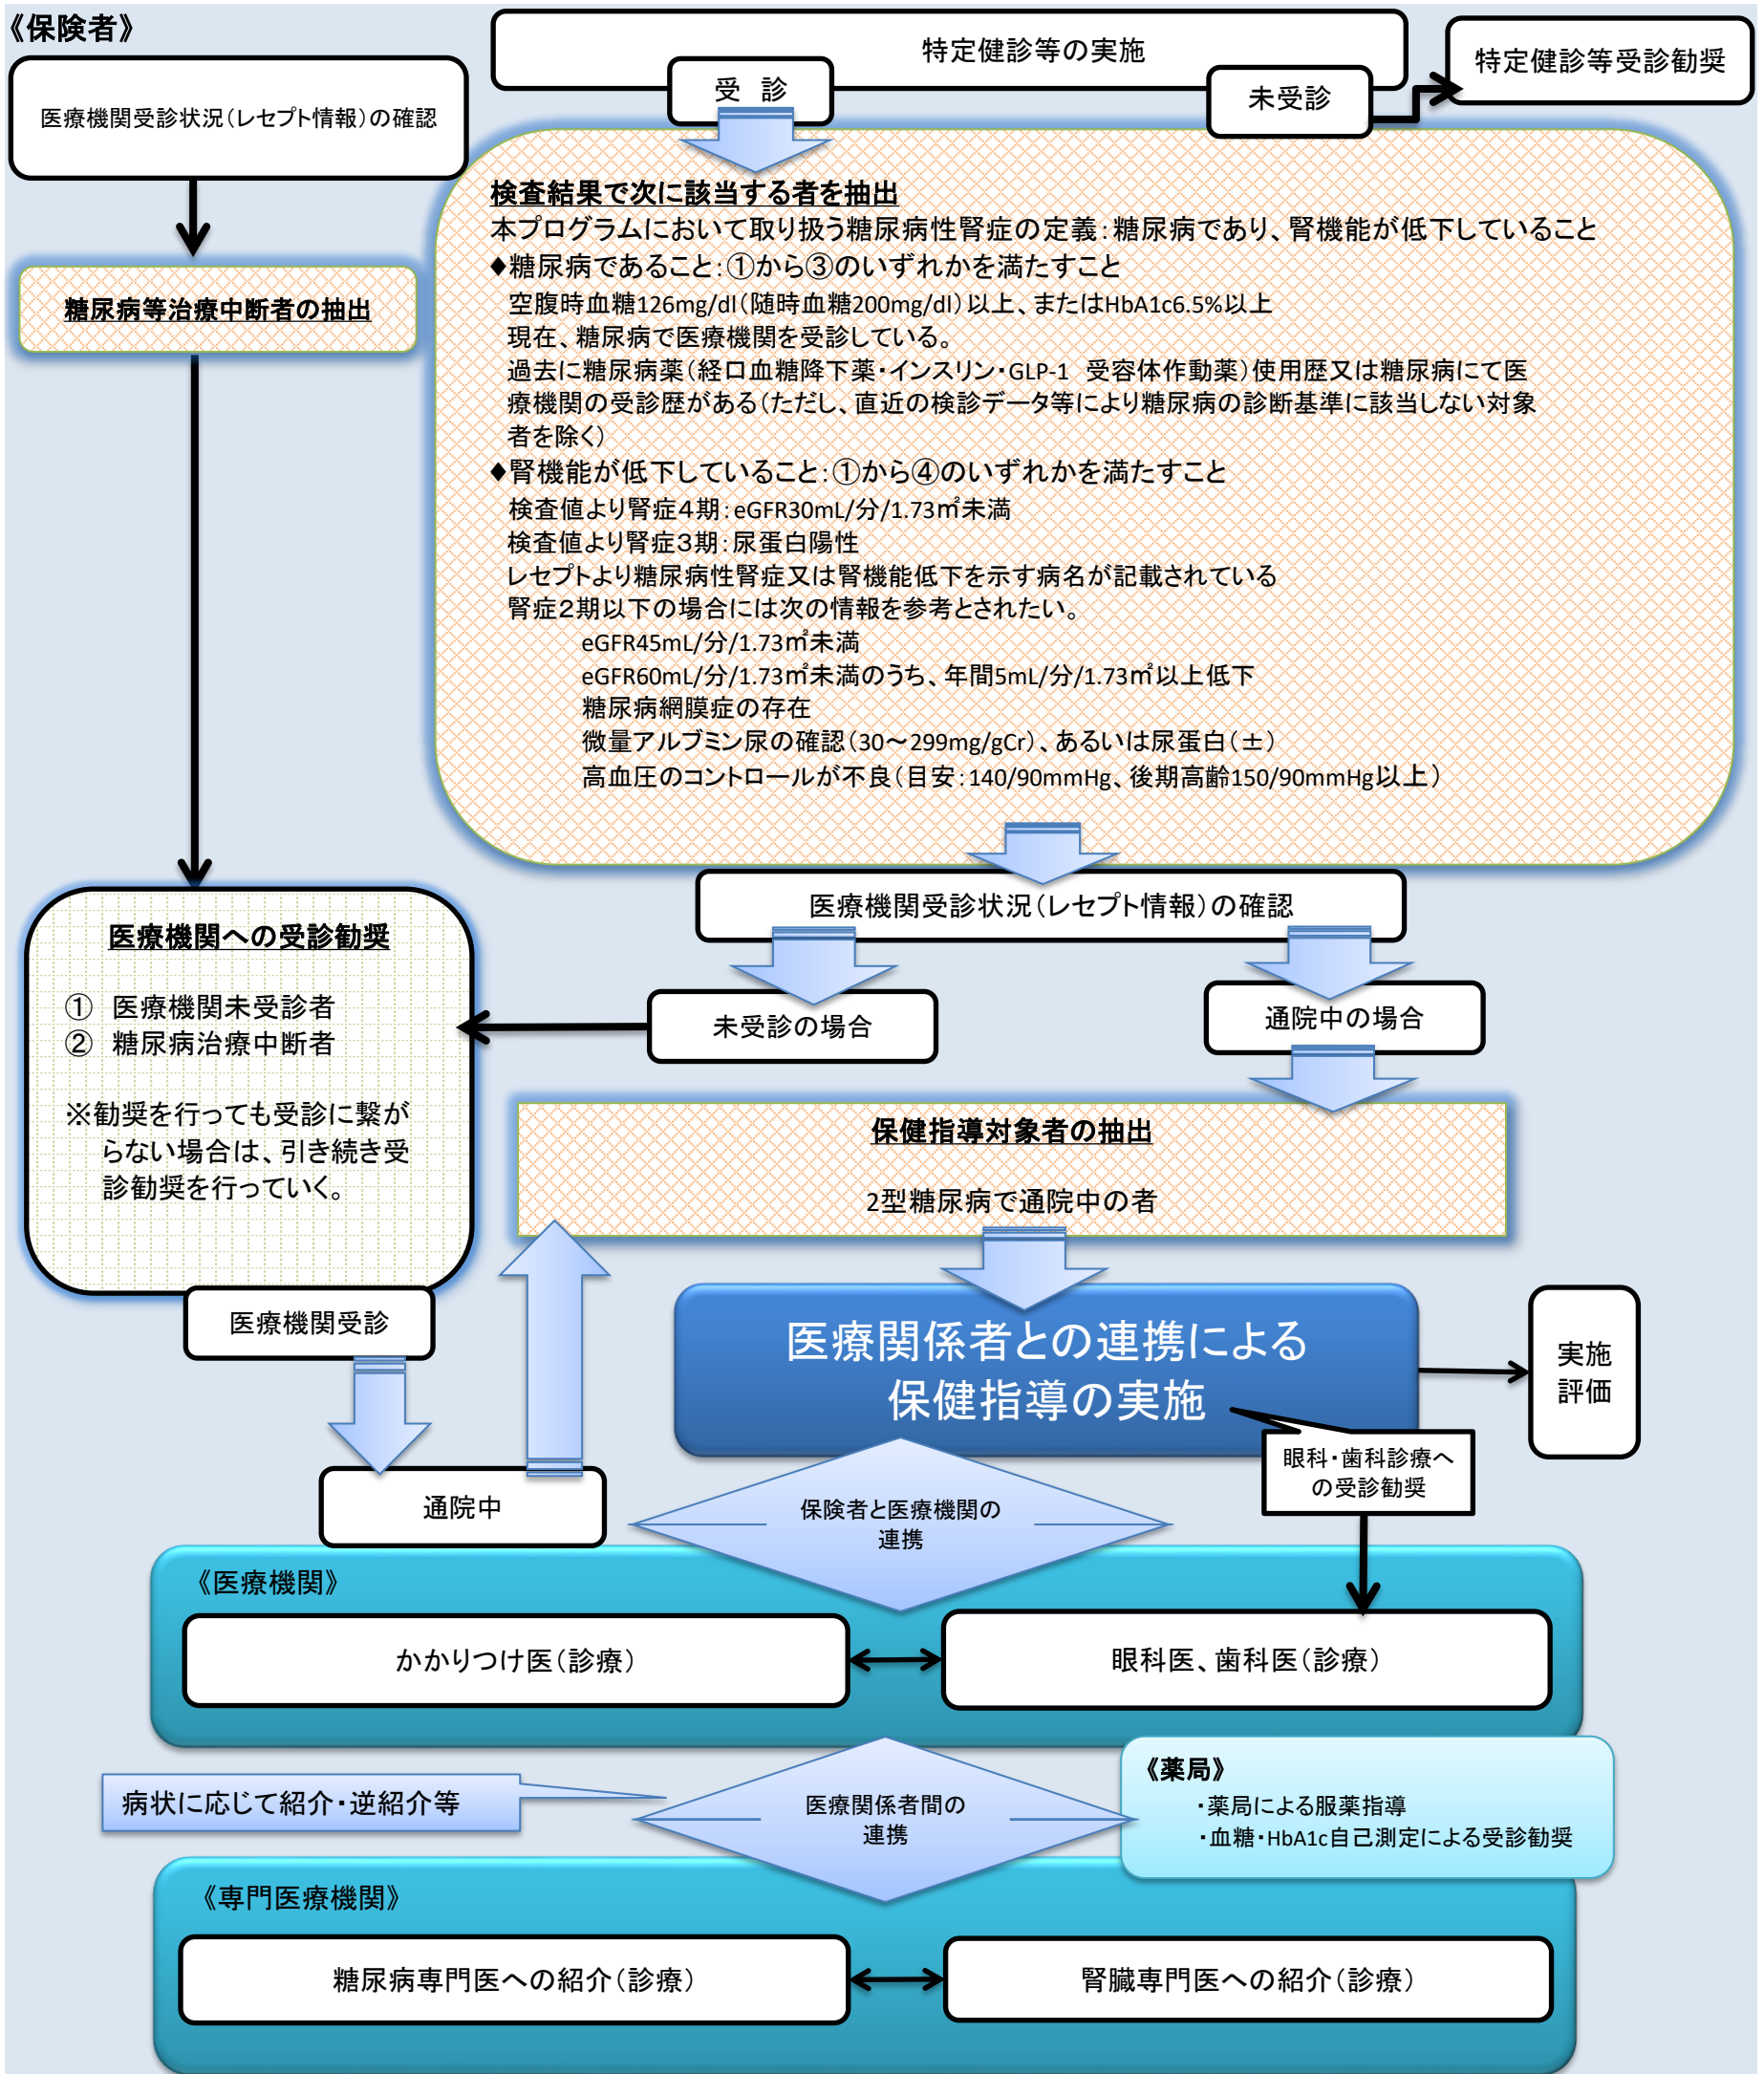 《保険者》
特定健診等の実施
特定健診等受診勧奨
受　診
未受診
医療機関受診状況（レセプト情報）の確認
検査結果で次に該当する者を抽出
本プログラムにおいて取り扱う糖尿病性腎症の定義：糖尿病であり、腎機能が低下していること
♦糖尿病であること：①から③のいずれかを満たすこと
空腹時血糖126mg/dl（随時血糖200mg/dl）以上、またはHbA1c6.5%以上
現在、糖尿病で医療機関を受診している。
過去に糖尿病薬（経口血糖降下薬・インスリン・GLP-1　受容体作動薬）使用歴又は糖尿病にて医
療機関の受診歴がある（ただし、直近の検診データ等により糖尿病の診断基準に該当しない対象
者を除く）
♦腎機能が低下していること：①から④のいずれかを満たすこと
検査値より腎症４期：eGFR30mL/分/1.73㎡未満
検査値より腎症３期：尿蛋白陽性
レセプトより糖尿病性腎症又は腎機能低下を示す病名が記載されている
腎症２期以下の場合には次の情報を参考とされたい。
eGFR45mL/分/1.73㎡未満
eGFR60mL/分/1.73㎡未満のうち、年間5mL/分/1.73㎡以上低下
糖尿病網膜症の存在
微量アルブミン尿の確認（30～299mg/gCr）、あるいは尿蛋白（±）
高血圧のコントロールが不良（目安：140/90mmHg、後期高齢150/90mmHg以上）
糖尿病等治療中断者の抽出
医療機関受診状況（レセプト情報）の確認
未受診の場合
通院中の場合
医療機関への受診勧奨
①　医療機関未受診者
②　糖尿病治療中断者
※勧奨を行っても受診に繋が
らない場合は、引き続き受
診勧奨を行っていく。
保健指導対象者の抽出
2型糖尿病で通院中の者
医療機関受診
医療関係者との連携による
保健指導の実施
実施
評価
眼科・歯科診療へ
の受診勧奨
通院中
保険者と医療機関の
連携
《医療機関》
かかりつけ医（診療）
眼科医、歯科医（診療）
病状に応じて紹介・逆紹介等
医療関係者間の
連携
《薬局》
・薬局による服薬指導
・血糖・HbA1c自己測定による受診勧奨
《専門医療機関》
糖尿病専門医への紹介（診療）
腎臓専門医への紹介（診療）